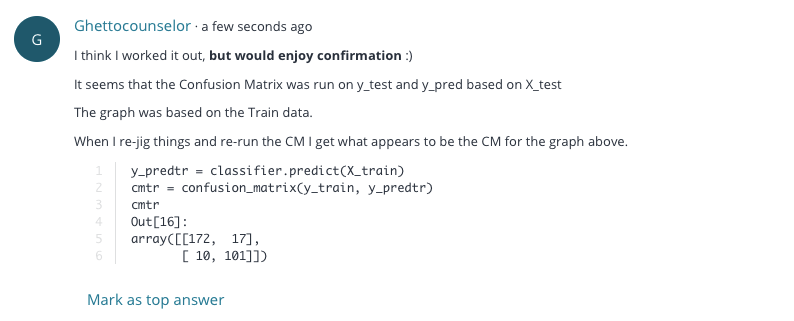 G
Ghettocounselor · a few seconds ago
I think I worked it out, but would enjoy confirmation :)
It seems that the Confusion Matrix was run on y_test and y_pred based on X_test
The graph was based on the Train data.
When I re-jig things and re-run the CM I get what appears to be the CM for the graph above.
1 y_predtr = classifier.predict(X_train)
2 cmtr = confusion_matrix(y_train, y_predtr)
3 cmtr
4 Out[16]:
5 array([[172,  17],
6       [ 10, 101]])
Mark as top answer